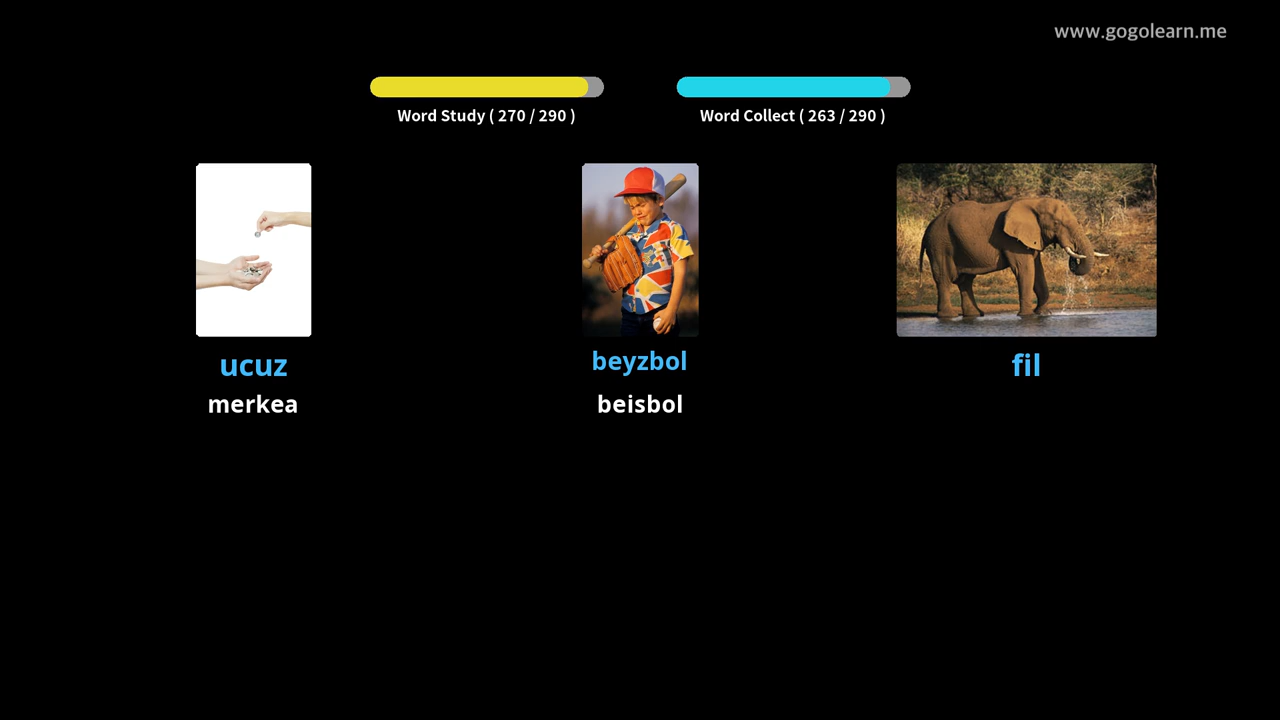 www.gogolearn.me
Word Study ( 270 / 290 )
Word Collect ( 263 / 290 )
ucuz
beyzbol
fil
merkea
beisbol